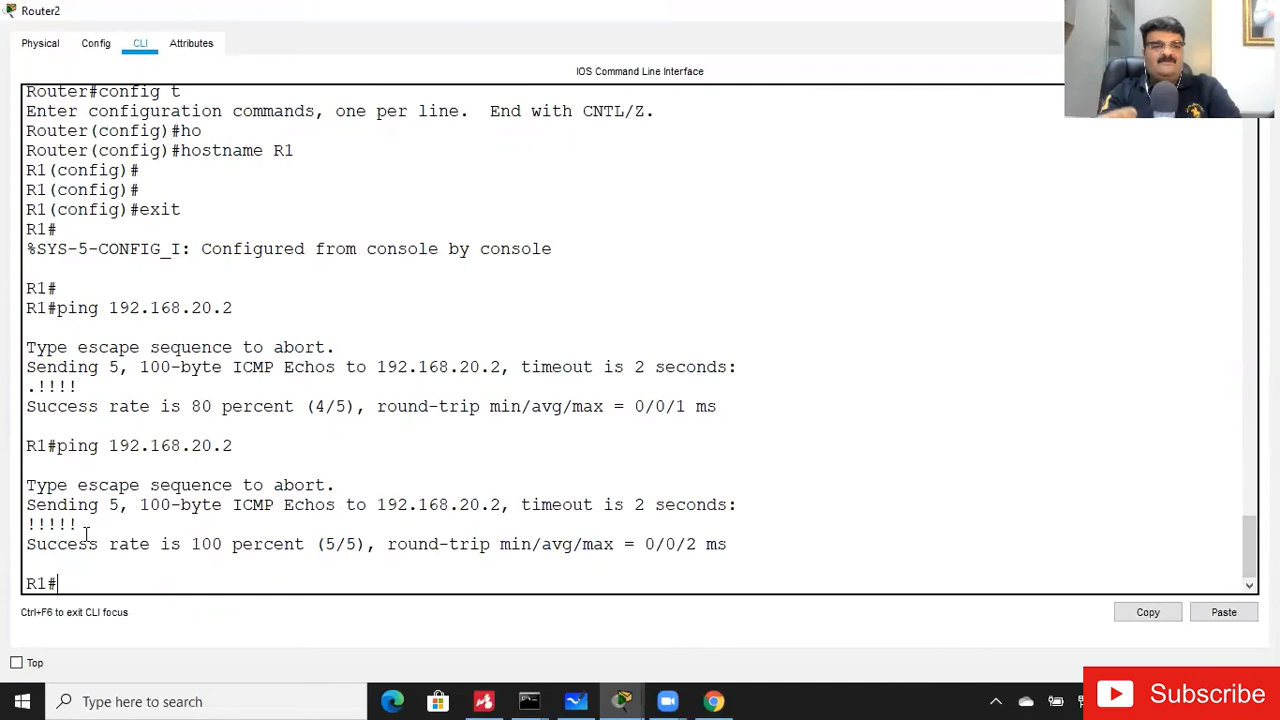 Router2
Physical Config CLI Attributes
IOS Command Line Interface
Router#config t
Enter configuration commands, one per line.  End with CNTL/Z.
Router(config)#ho
Router(config)#hostname R1
R1(config)#
R1(config)#
R1(config)#exit
R1#
%SYS-5-CONFIG_I: Configured from console by console
R1#
R1#ping 192.168.20.2
Type escape sequence to abort.
Sending 5, 100-byte ICMP Echos to 192.168.20.2, timeout is 2 seconds:
.!!!!
Success rate is 80 percent (4/5), round-trip min/avg/max = 0/0/1 ms
R1#ping 192.168.20.2
Type escape sequence to abort.
Sending 5, 100-byte ICMP Echos to 192.168.20.2, timeout is 2 seconds:
!!!!!
Success rate is 100 percent (5/5), round-trip min/avg/max = 0/0/2 ms
R1#
Ctrl+F6 to exit CLI focus
Copy Paste
Top
Type here to search
Subscribe